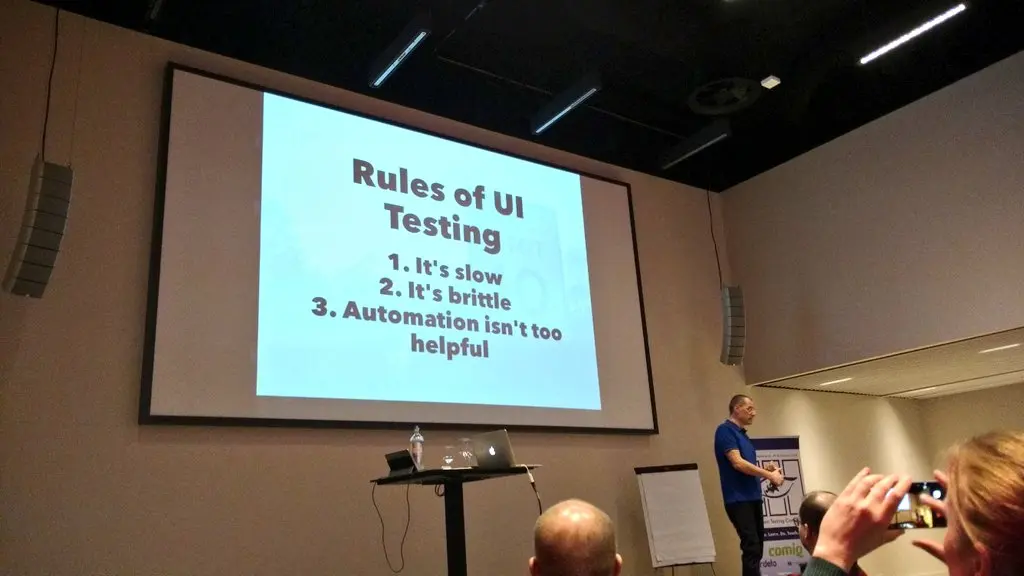 Rules of UI
Testing
1. It's slow
2. It's brittle
3. Automation isn't too
helpful
Testing
comiq